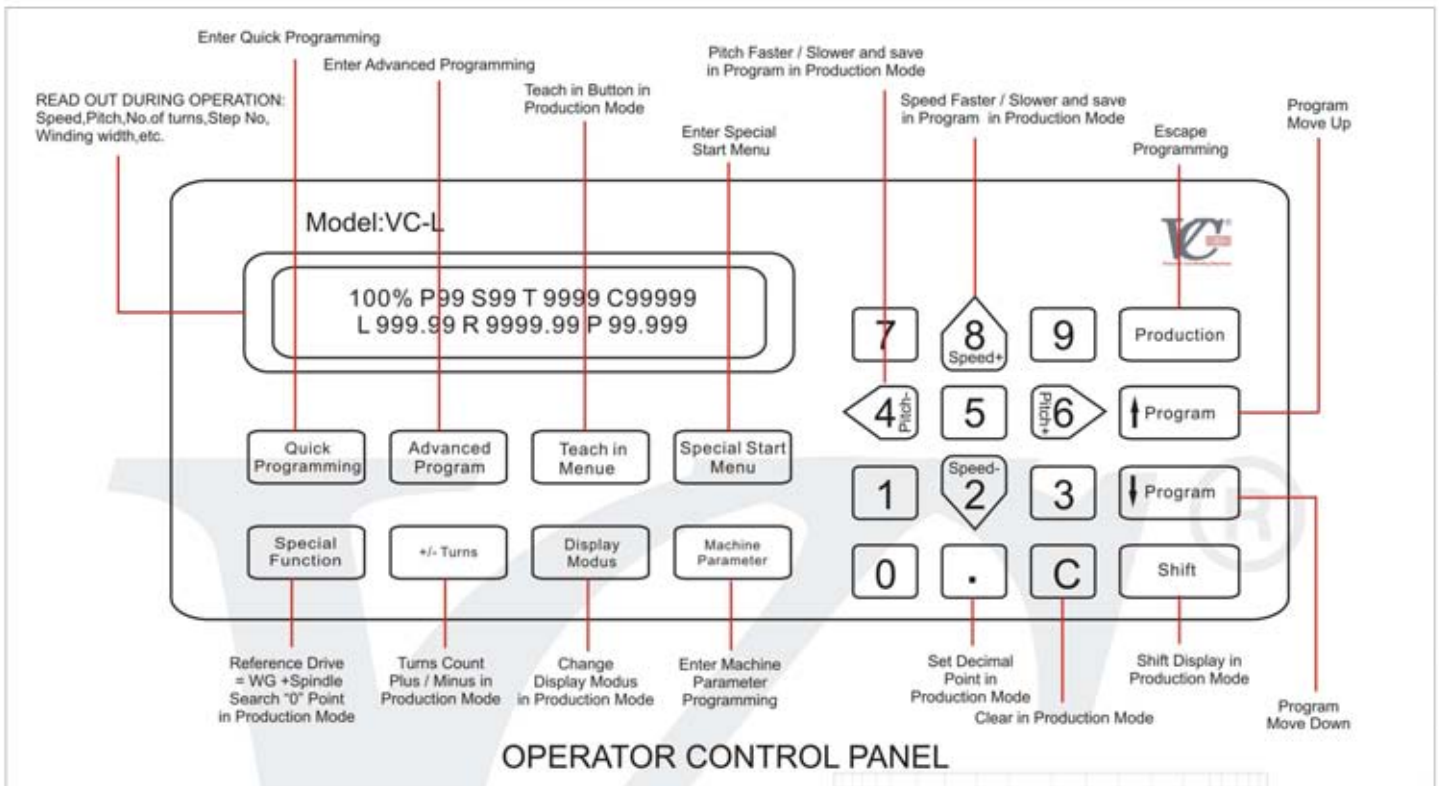 Enter Quick Programming
Enter Advanced Programming
READ OUT DURING OPERATION:
Speed,Pitch,No.of turns,Step No,
Winding width,etc.
Teach in Button in
Production Mode
Enter Special
Start Menu
Pitch Faster / Slower and save
in Program in Production Mode
Speed Faster / Slower and save
in Program in Production Mode
Escape
Programming
Program
Move Up
Model:VC-L
VC
100% P99 S99 T 9999 C99999
L 999.99 R 9999.99 P 99.999
Quick
Programming
Advanced
Program
Teach in
Menue
Special Start
Menu
Special
Function
+/- Turns
Display
Modus
Machine
Parameter
7
8
Speed+
9
Production
4
Pitch-
5
Pitch+
6
Program
1
Speed-
2
3
Program
0
.
C
Shift
®
Reference Drive
= WG +Spindle
Search "0" Point
in Production Mode
Turns Count
Plus / Minus in
Production Mode
Change
Display Modus
in Production Mode
Enter Machine
Parameter
Programming
Set Decimal
Point in
Production Mode
Clear in Production Mode
Shift Display in
Production Mode
Program
Move Down
OPERATOR CONTROL PANEL